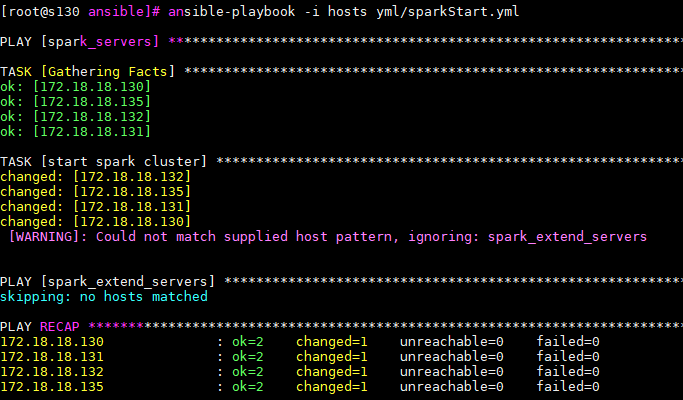 [root@s130 ansible]# ansible-playbook -i hosts yml/sparkStart.yml
PLAY [spark_servers] ***************************************************************
TASK [Gathering Facts] *************************************************************
ok: [172.18.18.130]
ok: [172.18.18.135]
ok: [172.18.18.132]
ok: [172.18.18.131]
TASK [start spark cluster] *********************************************************
changed: [172.18.18.132]
changed: [172.18.18.135]
changed: [172.18.18.131]
changed: [172.18.18.130]
[WARNING]: Could not match supplied host pattern, ignoring: spark_extend_servers
PLAY [spark_extend_servers] ********************************************************
skipping: no hosts matched
PLAY RECAP *************************************************************************
172.18.18.130 : ok=2 changed=1 unreachable=0 failed=0
172.18.18.131 : ok=2 changed=1 unreachable=0 failed=0
172.18.18.132 : ok=2 changed=1 unreachable=0 failed=0
172.18.18.135 : ok=2 changed=1 unreachable=0 failed=0